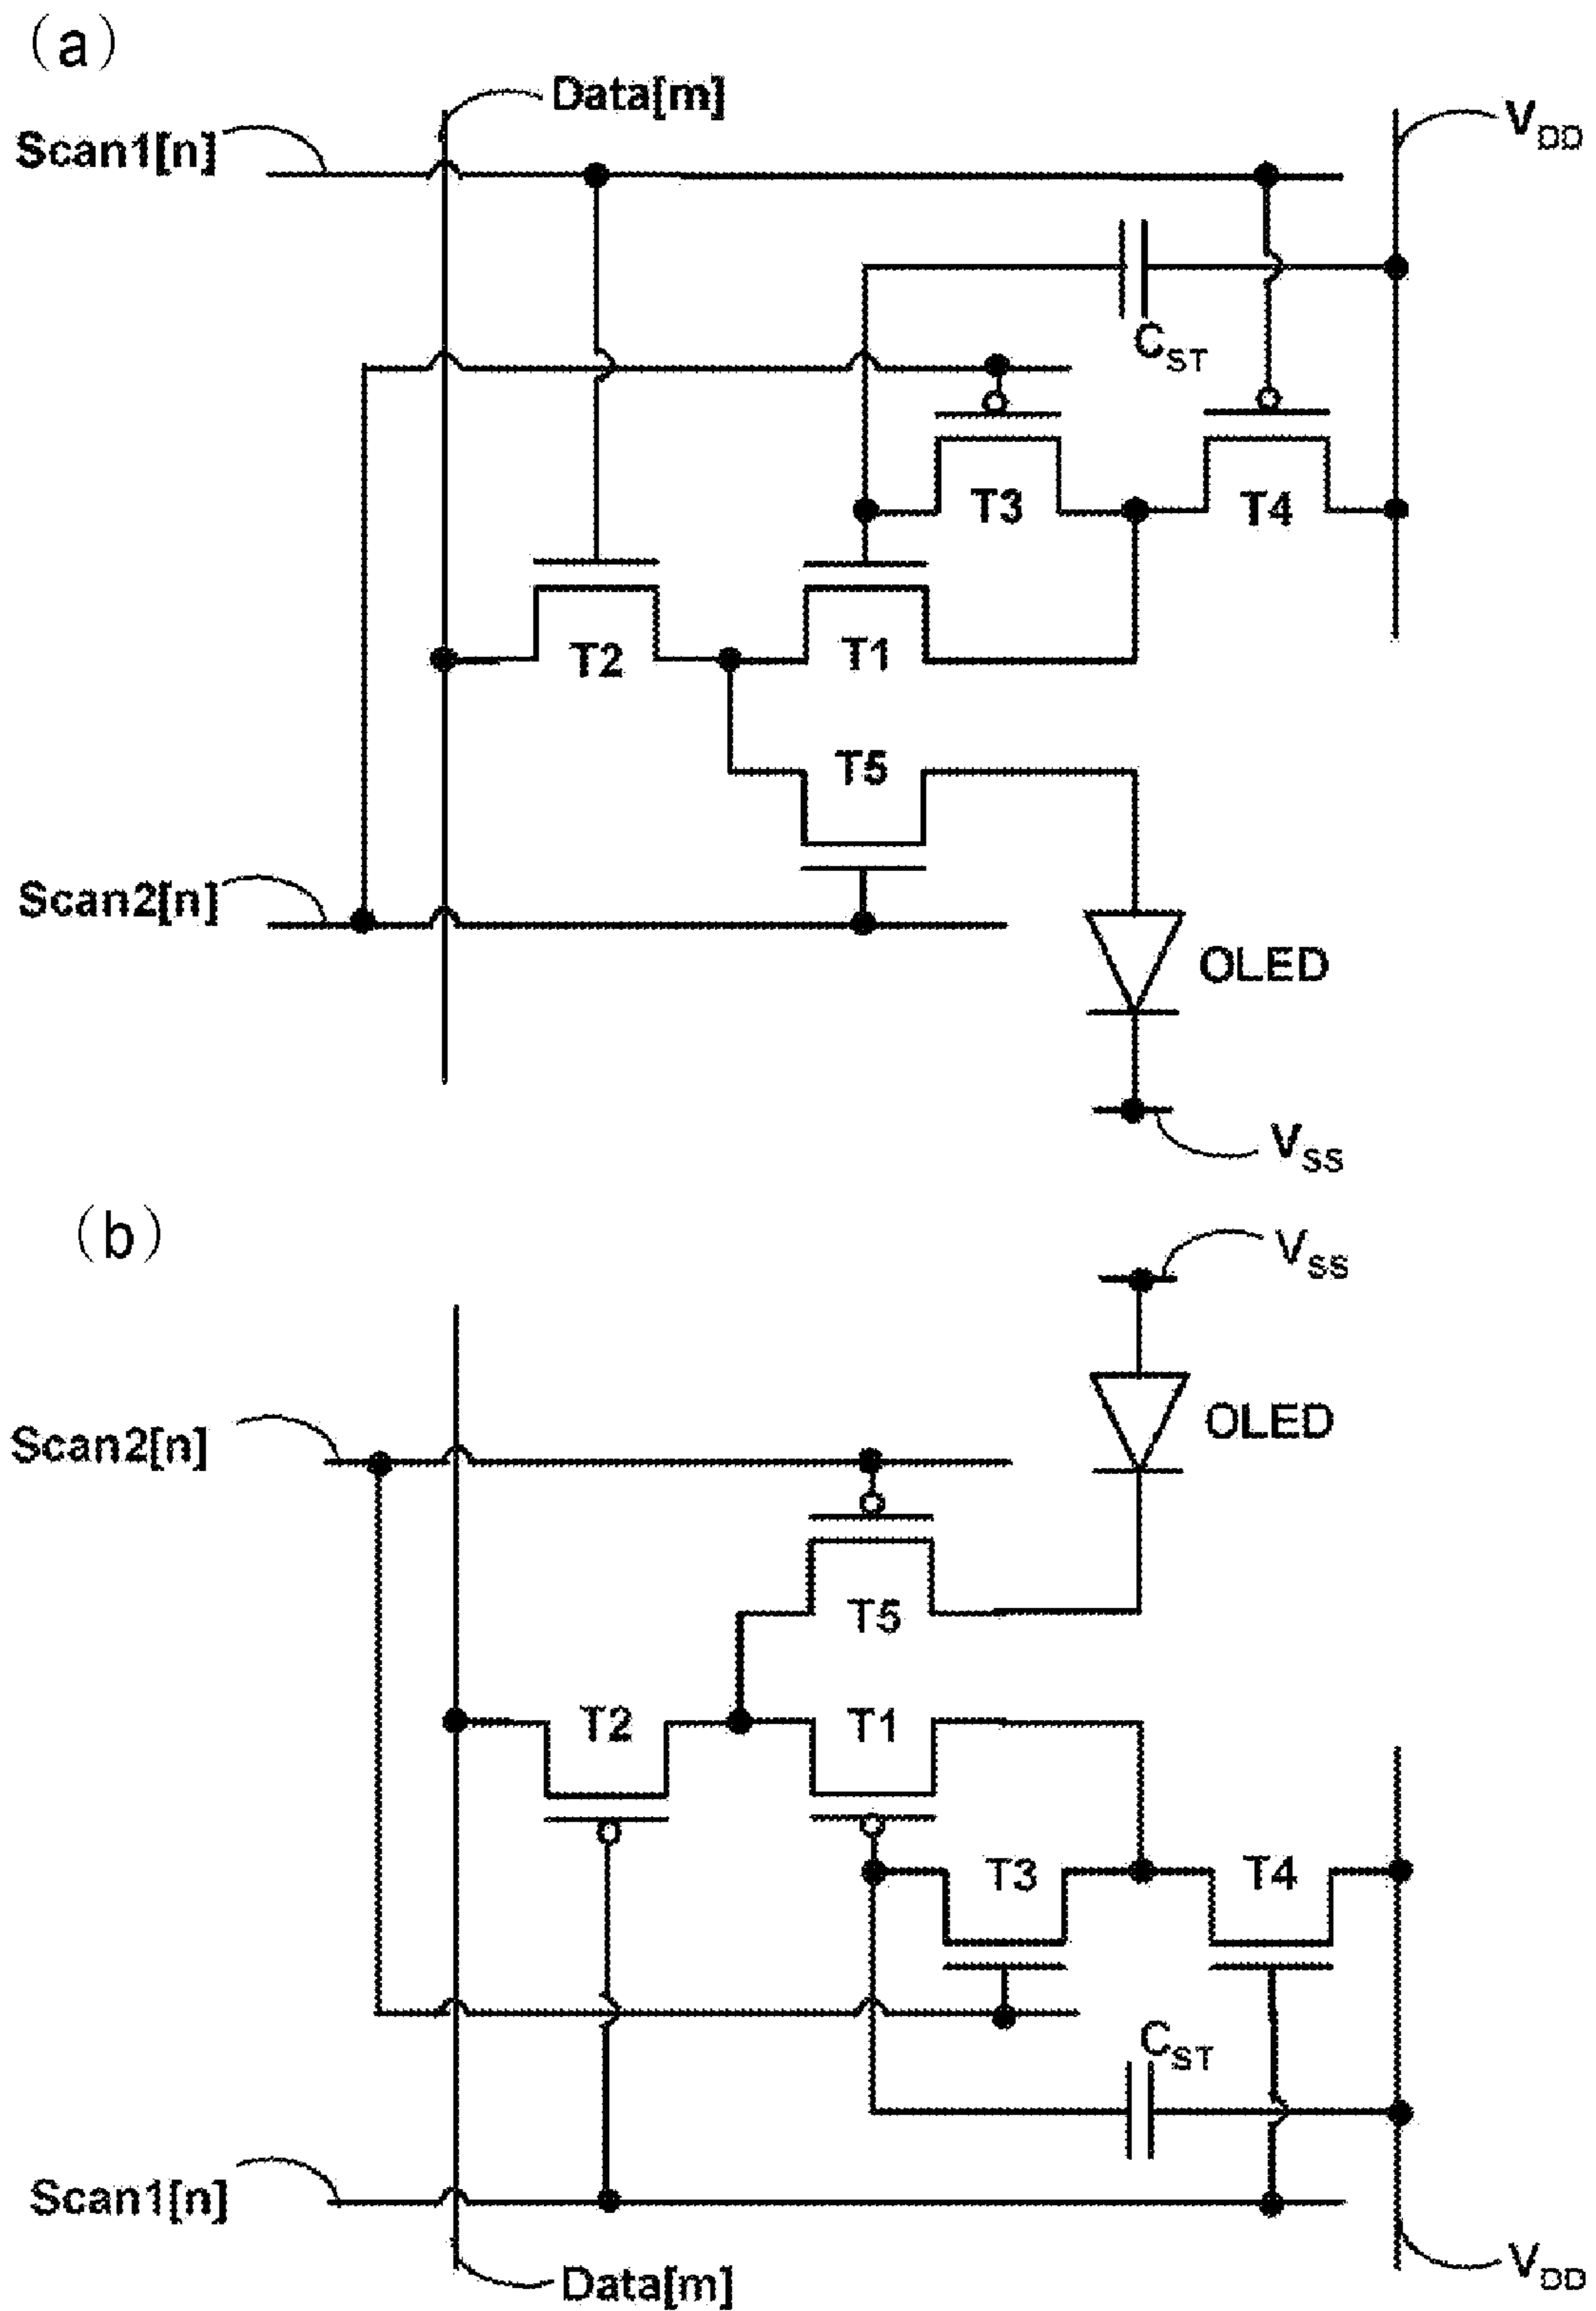 (a)
Data[m]
VDD
Scan1[n]
CST
T3
T4
T2
T1
T5
Scan2[n]
OLED
VSS
(b)
VSS
Scan2[n]
OLED
T5
T2
T1
T3
T4
CST
Scan1[n]
VDD
Data[m]